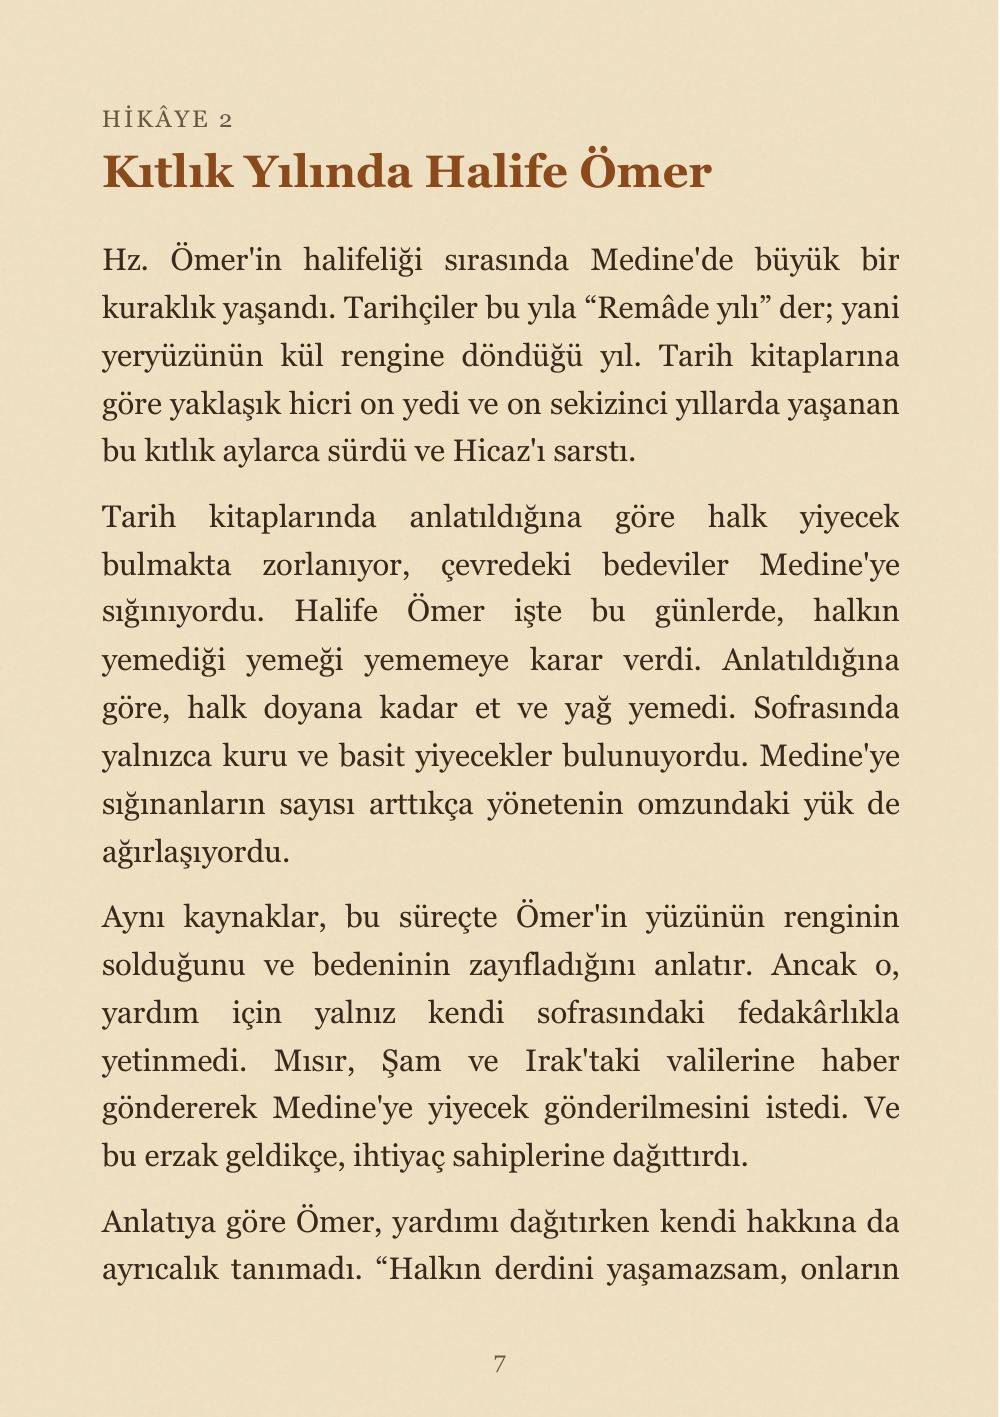 HİKÂYE 2
Kıtlık Yılında Halife Ömer
Hz. Ömer'in halifeliği sırasında Medine'de büyük bir
kuraklık yaşandı. Tarihçiler bu yıla “Remâde yılı” der; yani
yeryüzünün kül rengine döndüğü yıl. Tarih kitaplarına
göre yaklaşık hicri on yedi ve on sekizinci yıllarda yaşanan
bu kıtlık aylarca sürdü ve Hicaz'ı sarstı.
Tarih kitaplarında anlatıldığına göre halk yiyecek
bulmakta zorlanıyor, çevredeki bedeviler Medine'ye
sığınıyordu. Halife Ömer işte bu günlerde, halkın
yemediği yemeği yememeye karar verdi. Anlatıldığına
göre, halk doyana kadar et ve yağ yemedi. Sofrasında
yalnızca kuru ve basit yiyecekler bulunuyordu. Medine'ye
sığınanların sayısı arttıkça yönetenin omzundaki yük de
ağırlaşıyordu.
Aynı kaynaklar, bu süreçte Ömer'in yüzünün renginin
solduğunu ve bedeninin zayıfladığını anlatır. Ancak o,
yardım için yalnız kendi sofrasındaki fedakârlıkla
yetinmedi. Mısır, Şam ve Irak'taki valilerine haber
göndererek Medine'ye yiyecek gönderilmesini istedi. Ve
bu erzak geldikçe, ihtiyaç sahiplerine dağıttırdı.
Anlatıya göre Ömer, yardımı dağıtırken kendi hakkına da
ayrıcalık tanımadı. “Halkın derdini yaşamazsam, onların
7